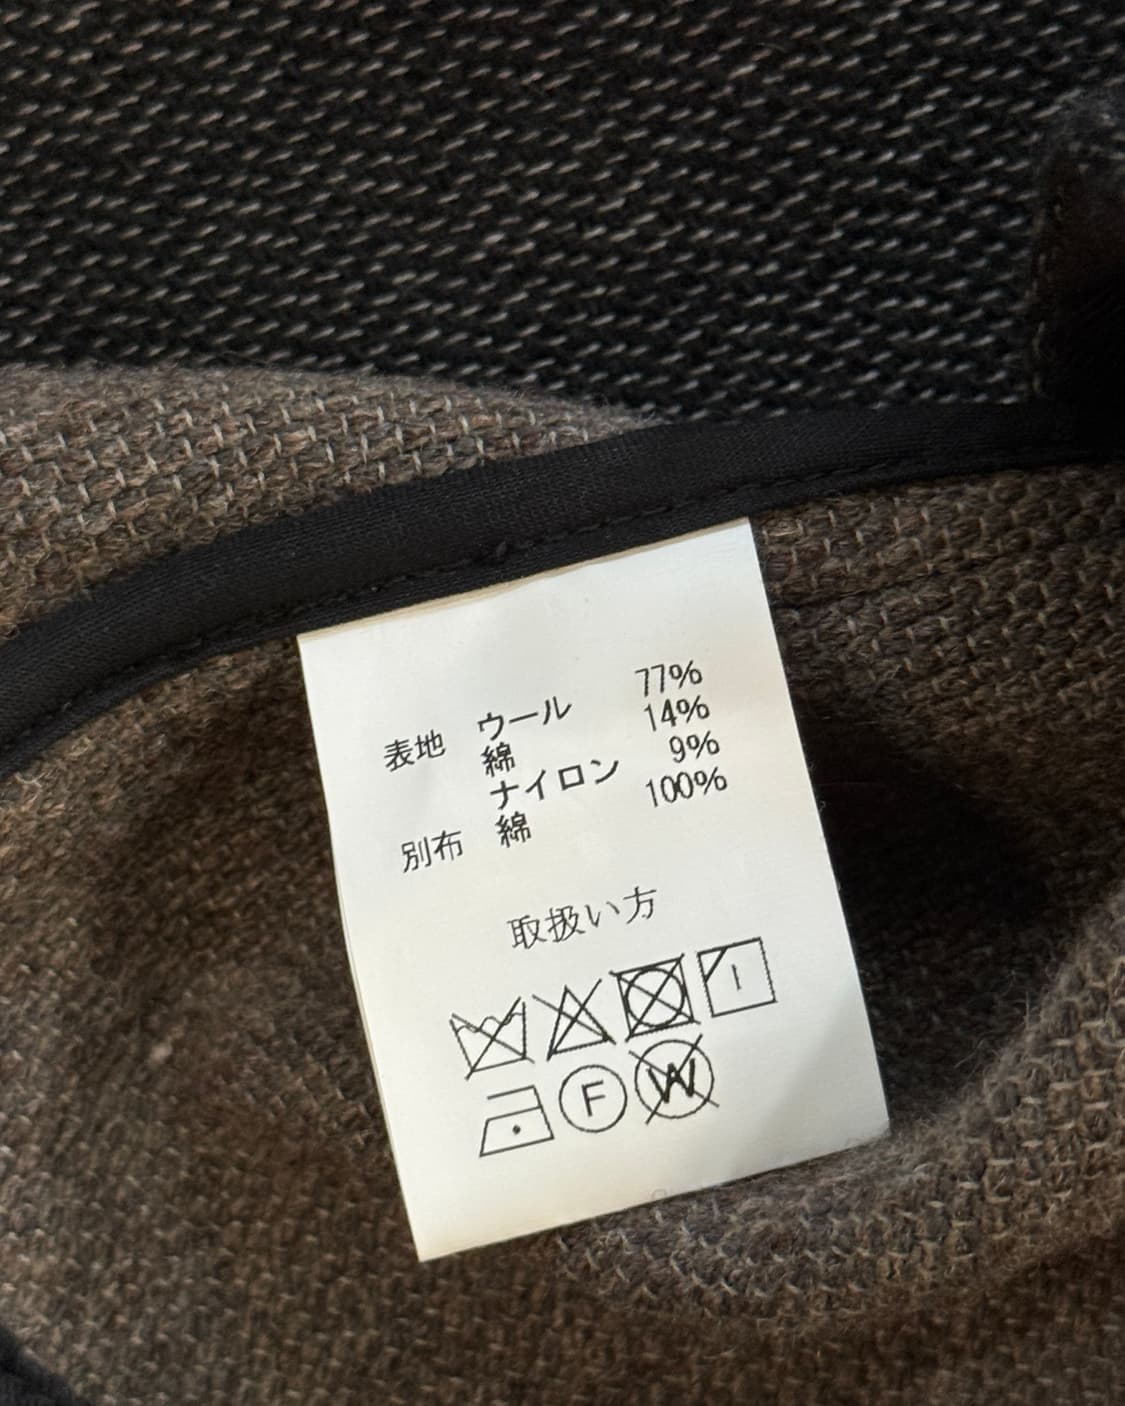 表地 ウール 77%
綿 14%
ナイロン 9%
別布 綿 100%
取扱い方
F W